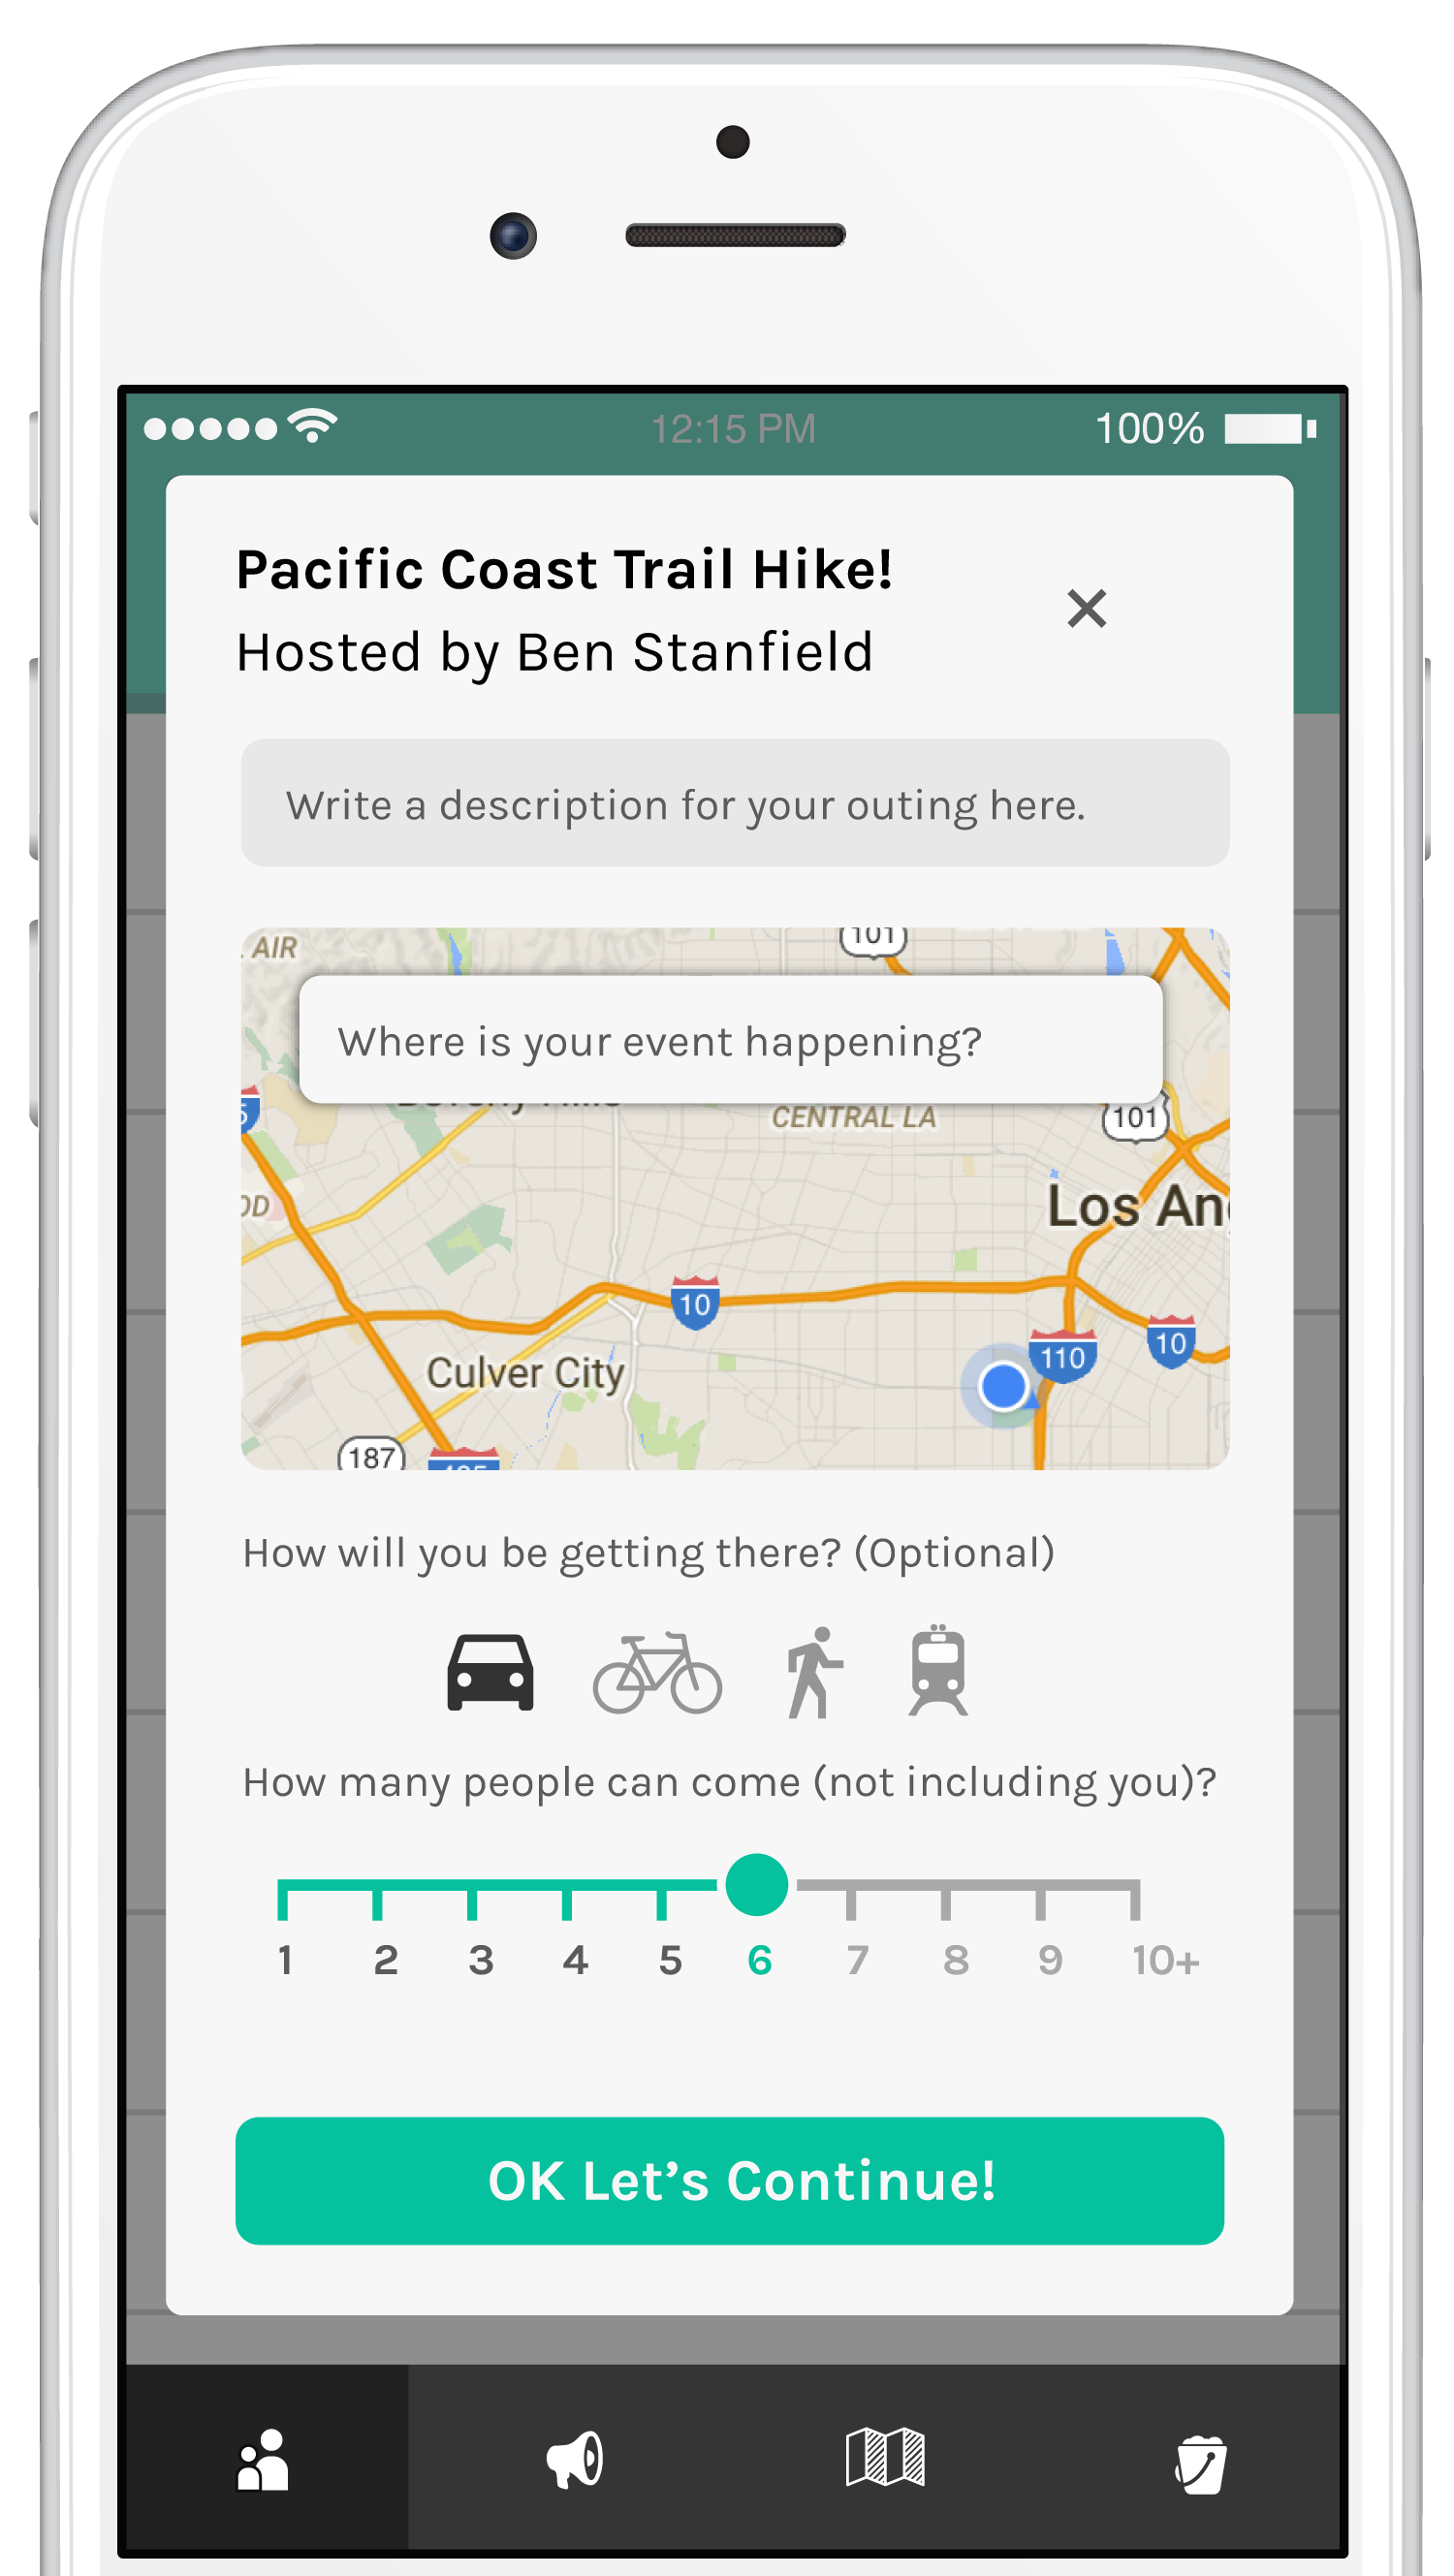 12:15 PM
100%
Pacific Coast Trail Hike!
Hosted by Ben Stanfield
Write a description for your outing here.
AIR
101
Where is your event happening?
CENTRAL LA
101
Los An
10
110
10
Culver City
187
How will you be getting there? (Optional)
How many people can come (not including you)?
1 2 3 4 5 6 7 8 9 10+
OK Let’s Continue!